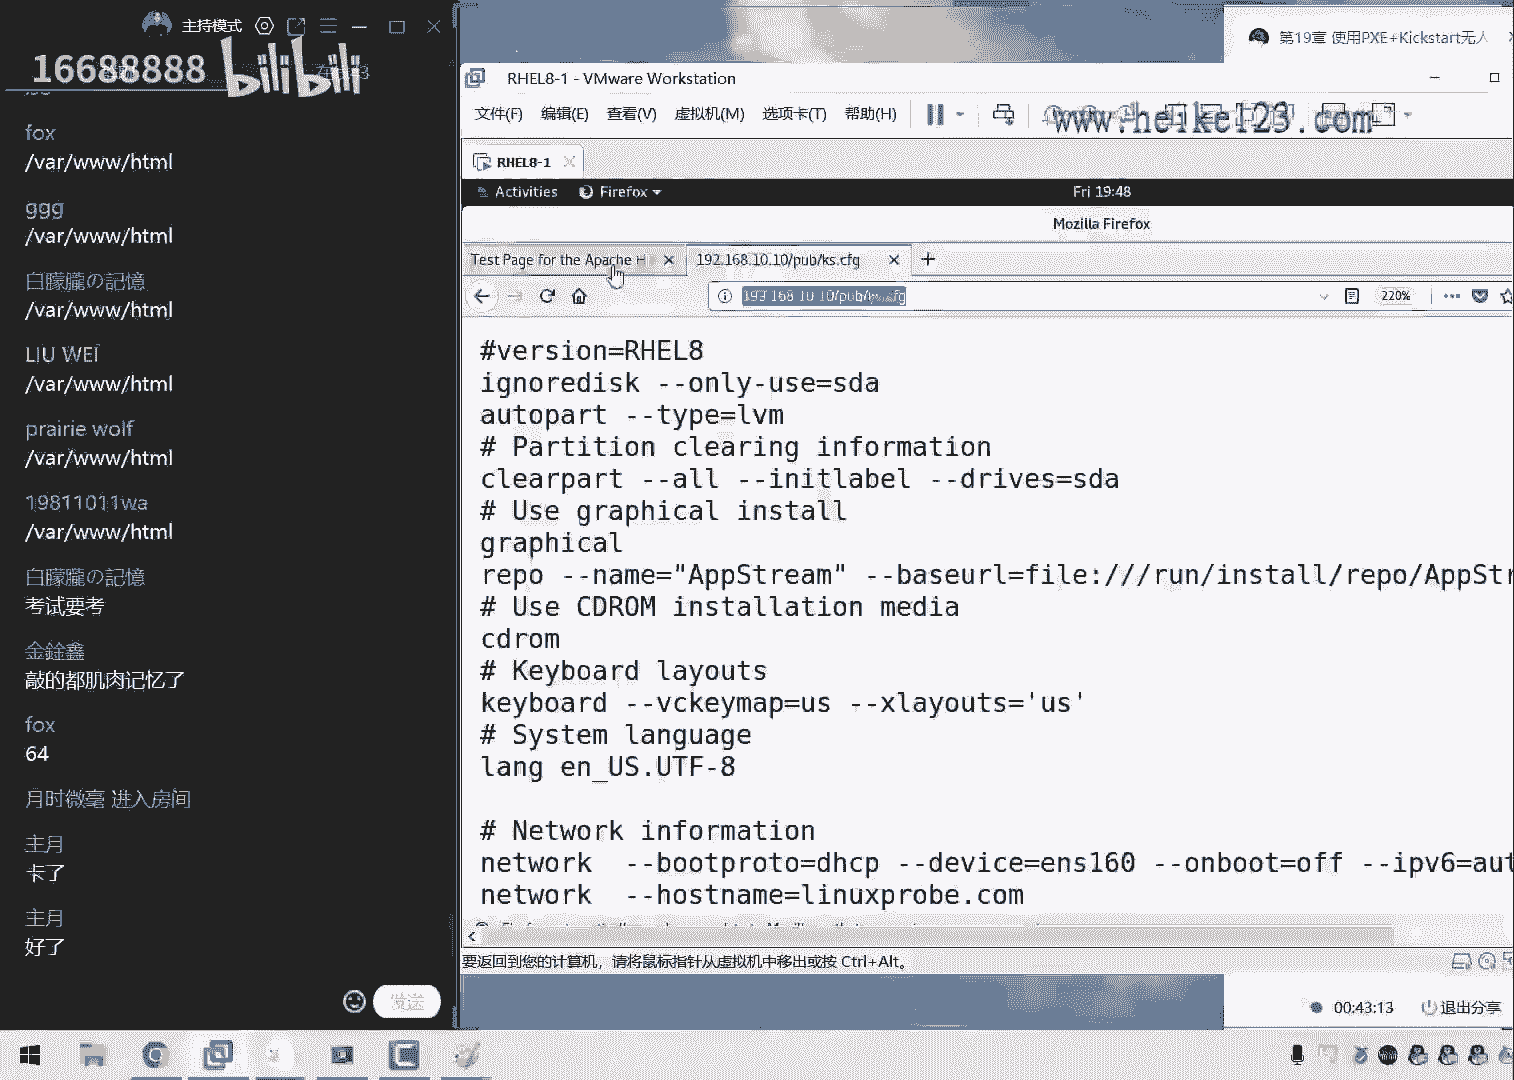 主持模式
16688888
bilibili
fox
/var/www/html
ggg
/var/www/html
白朦朧の記憶
/var/www/html
LIU WEI
/var/www/html
prairie wolf
/var/www/html
19811011wa
/var/www/html
白朦朧の記憶
考试要考
金銓鑫
敲的都肌肉记忆了
fox
64
月时微毫 进入房间
主月
卡了
主月
好了
发送
第19章 使用PXE+Kickstart无人
RHEL8-1 - VMware Workstation
文件(F) 编辑(E) 查看(V) 虚拟机(M) 选项卡(T) 帮助(H)
www.heike123.com
RHEL8-1
Activities Firefox Fri 19:48
Mozilla Firefox
Test Page for the Apache H
192.168.10.10/pub/ks.cfg
192.168.10.10/pub/ks.cfg 220%
#version=RHEL8
ignoredisk --only-use=sda
autopart --type=lvm
# Partition clearing information
clearpart --all --initlabel --drives=sda
# Use graphical install
graphical
repo --name="AppStream" --baseurl=file:///run/install/repo/AppStr
# Use CDROM installation media
cdrom
# Keyboard layouts
keyboard --vckeymap=us --xlayouts='us'
# System language
lang en_US.UTF-8
# Network information
network  --bootproto=dhcp --device=ens160 --onboot=off --ipv6=aut
network  --hostname=linuxprobe.com
要返回到您的计算机，请将鼠标指针从虚拟机中移出或按 Ctrl+Alt。
00:43:13 退出分享